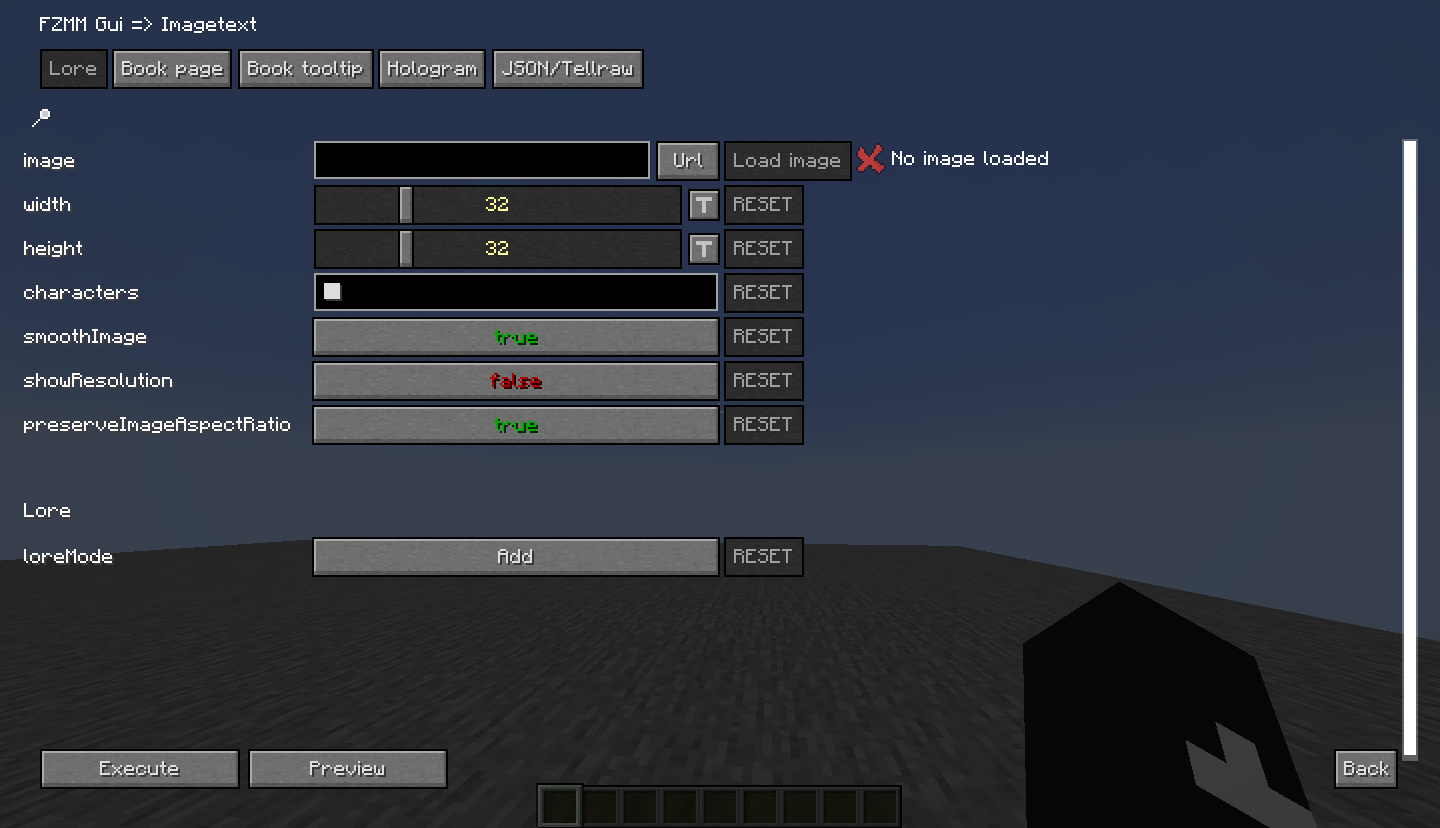 FZMM Gui => Imagetext
Lore Book page Book tooltip Hologram JSON/Tellraw
image Url Load image No image loaded
width 32 T RESET
height 32 T RESET
characters RESET
smoothImage true RESET
showResolution false RESET
preserveImageAspectRatio true RESET
Lore
loreMode Add RESET
Execute Preview Back